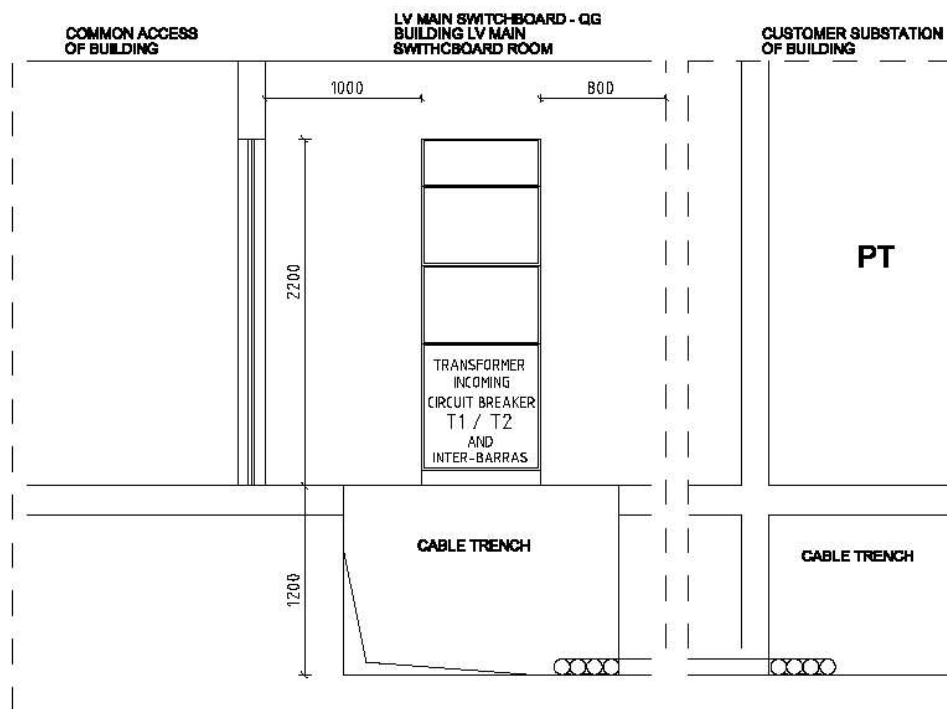 COMMON ACCESS
OF BUILDING
LV MAIN SWITCHBOARD - QG
BUILDING LV MAIN
SWITHCBOARD ROOM
CUSTOMER SUBSTATION
OF BUILDING
1000
800
2200
PT
TRANSFORMER
INCOMING
CIRCUIT BREAKER
T1 / T2
AND
INTER-BARRAS
CABLE TRENCH
CABLE TRENCH
1200